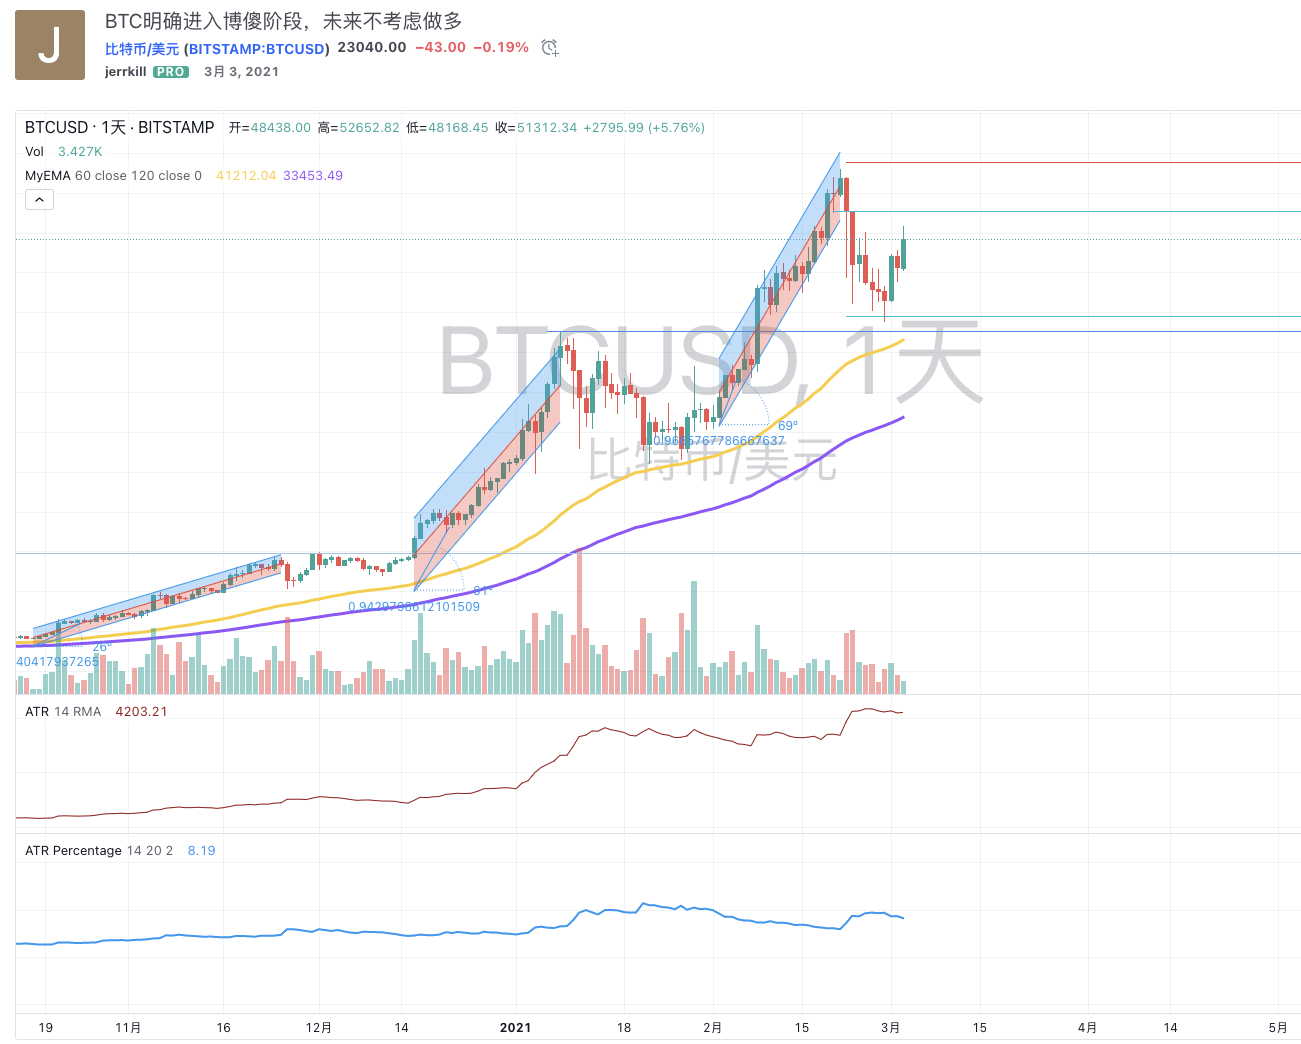 J
BTC明确进入博傻阶段，未来不考虑做多
比特币/美元 (BITSTAMP:BTCUSD) 23040.00 −43.00 −0.19%
jerrkill PRO 3月 3, 2021
BTCUSD · 1天 · BITSTAMP 开=48438.00 高=52652.82 低=48168.45 收=51312.34 +2795.99 (+5.76%)
Vol 3.427K
MyEMA 60 close 120 close 0 41212.04 33453.49
BTCUSD, 1天
比特币/美元
69°
26°
40417937265
ATR 14 RMA 4203.21
ATR Percentage 14 20 2 8.19
19 11月 16 12月 14 2021 18 2月 15 3月 15 4月 14 5月